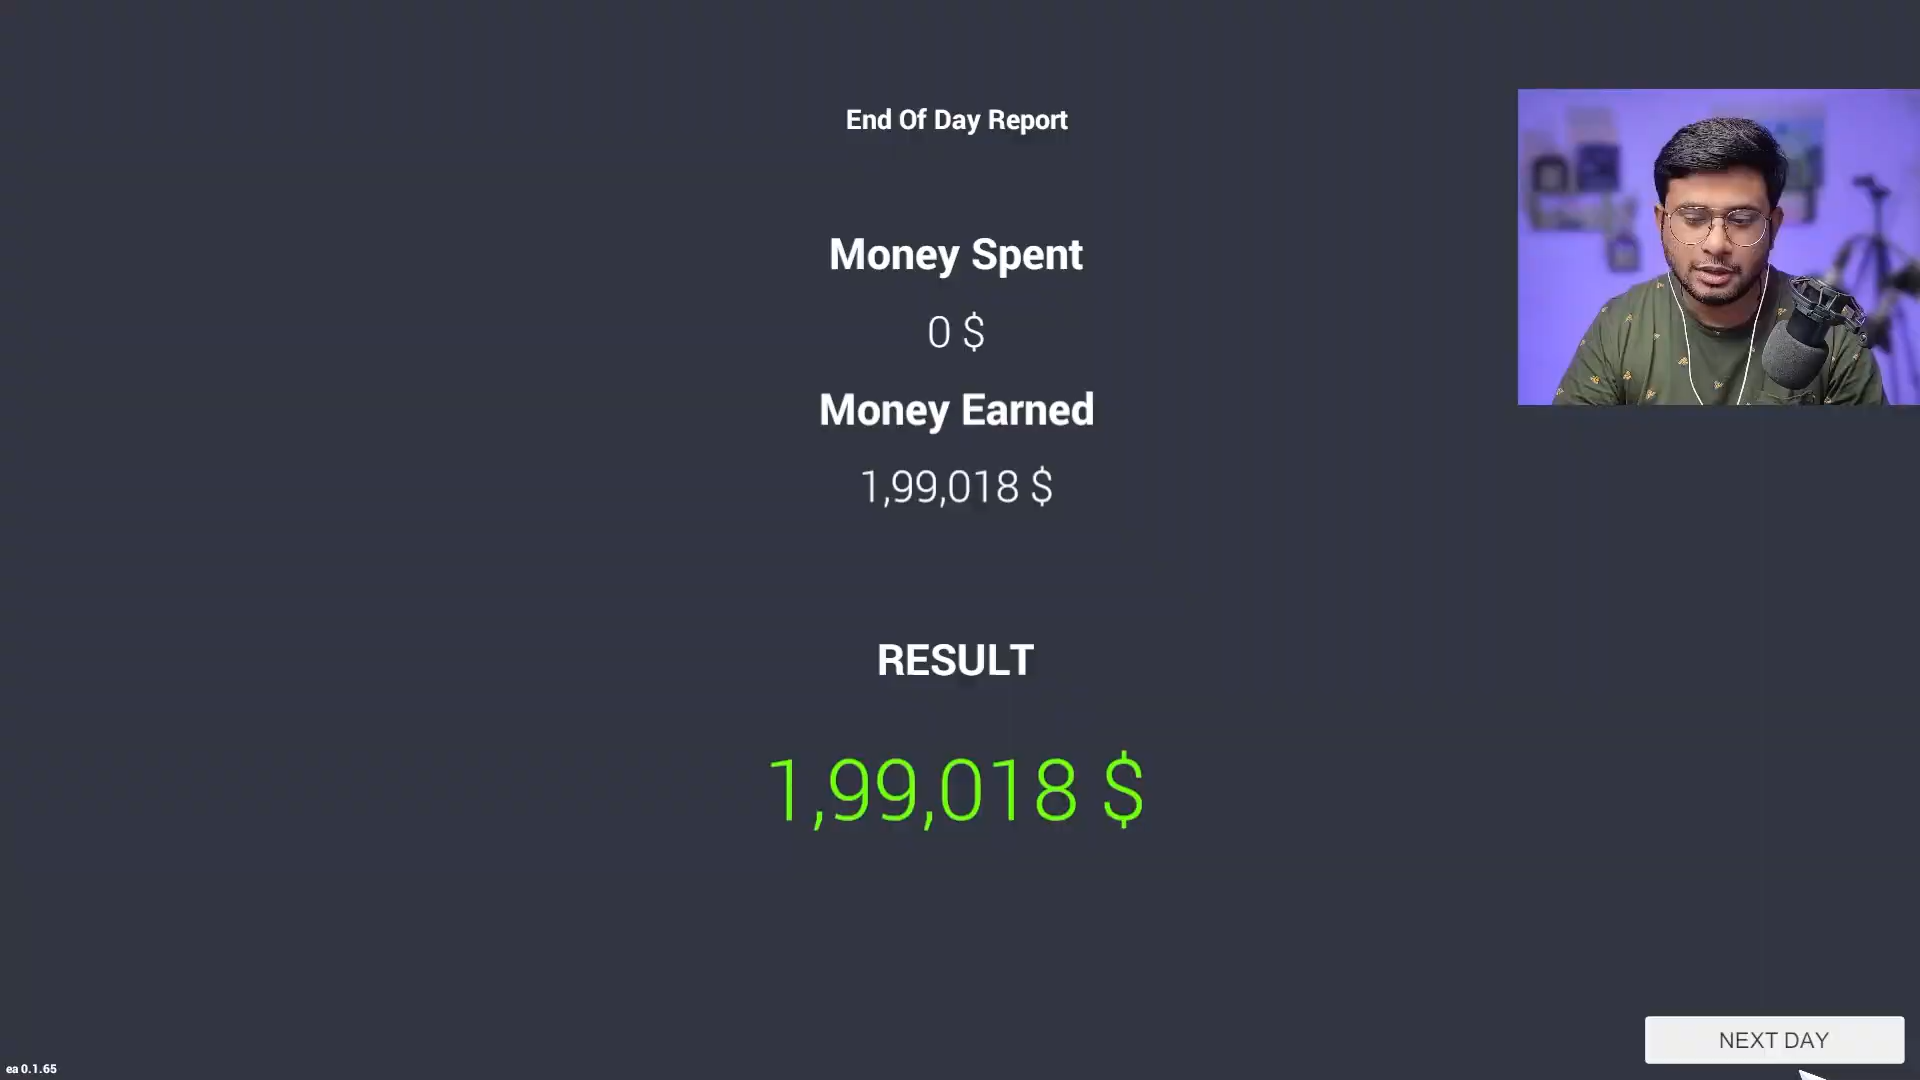 End Of Day Report
Money Spent
0 $
Money Earned
1,99,018 $
RESULT
1,99,018 $
NEXT DAY
ea 0.1.65